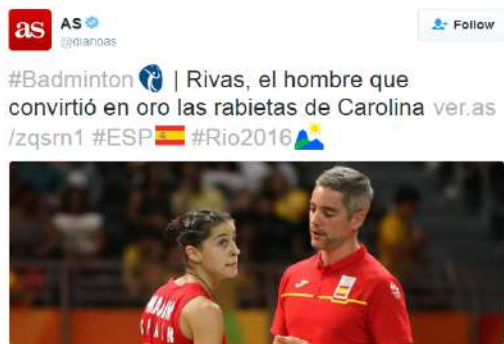 as AS
@diarioas
Follow
#Badminton | Rivas, el hombre que
convirtió en oro las rabietas de Carolina ver.as
/zqsrn1 #ESP #Rio2016
MARIN
SPAIN